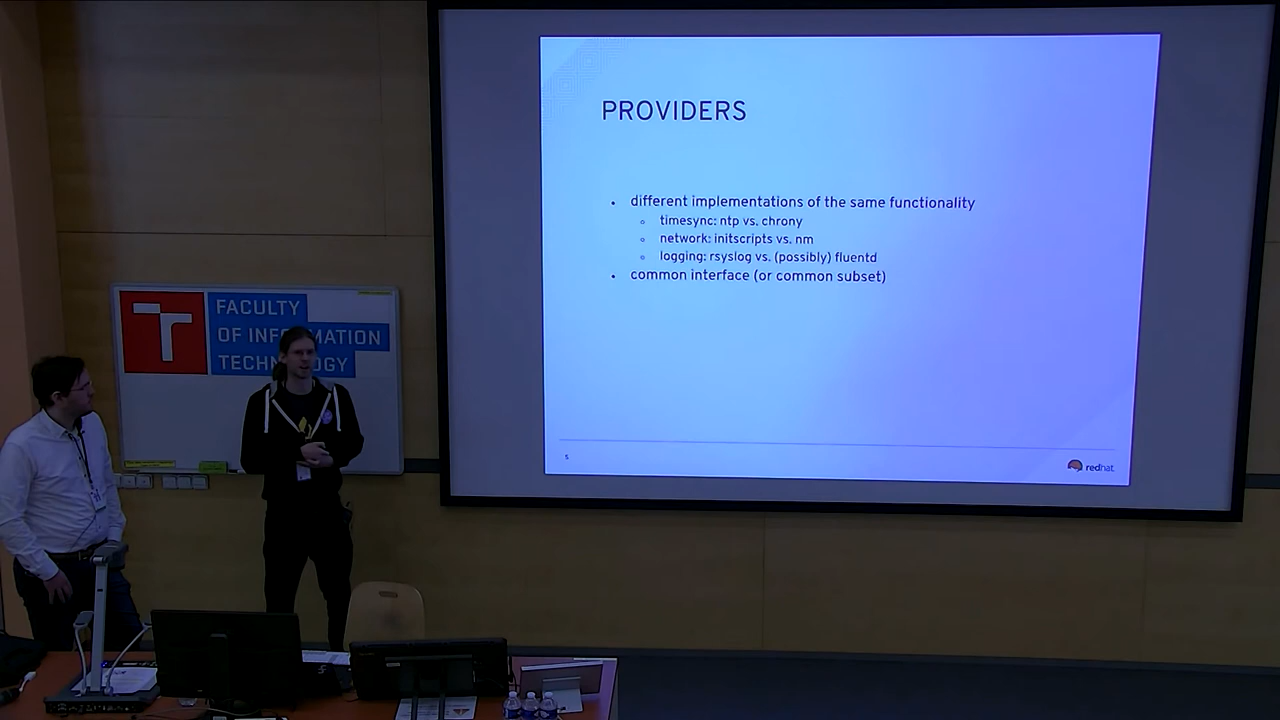 PROVIDERS
different implementations of the same functionality
timesync: ntp vs. chrony
network: initscripts vs. nm
logging: rsyslog vs. (possibly) fluentd
common interface (or common subset)
5
redhat.
FACULTY
OF INFORMATION
TECHNOLOGY